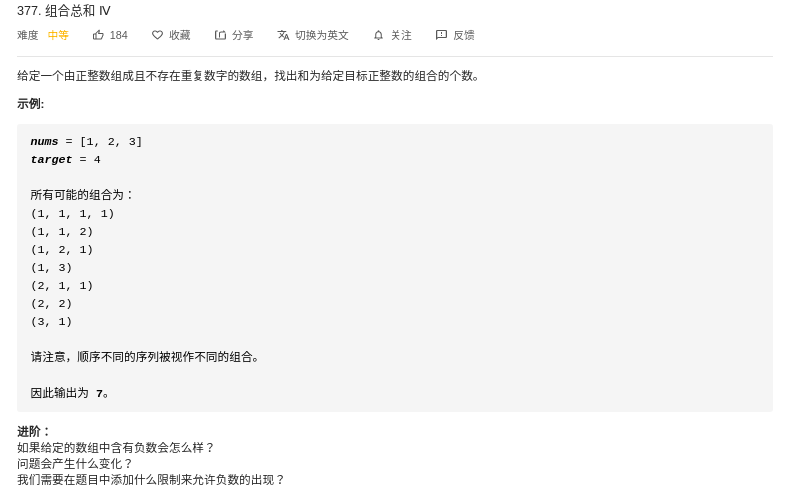 377. 组合总和 Ⅳ
难度 中等 184 收藏 分享 切换为英文 关注 反馈
给定一个由正整数组成且不存在重复数字的数组，找出和为给定目标正整数的组合的个数。
示例:
nums = [1, 2, 3]
target = 4
所有可能的组合为：
(1, 1, 1, 1)
(1, 1, 2)
(1, 2, 1)
(1, 3)
(2, 1, 1)
(2, 2)
(3, 1)
请注意，顺序不同的序列被视作不同的组合。
因此输出为 7。
进阶：
如果给定的数组中含有负数会怎么样？
问题会产生什么变化？
我们需要在题目中添加什么限制来允许负数的出现？